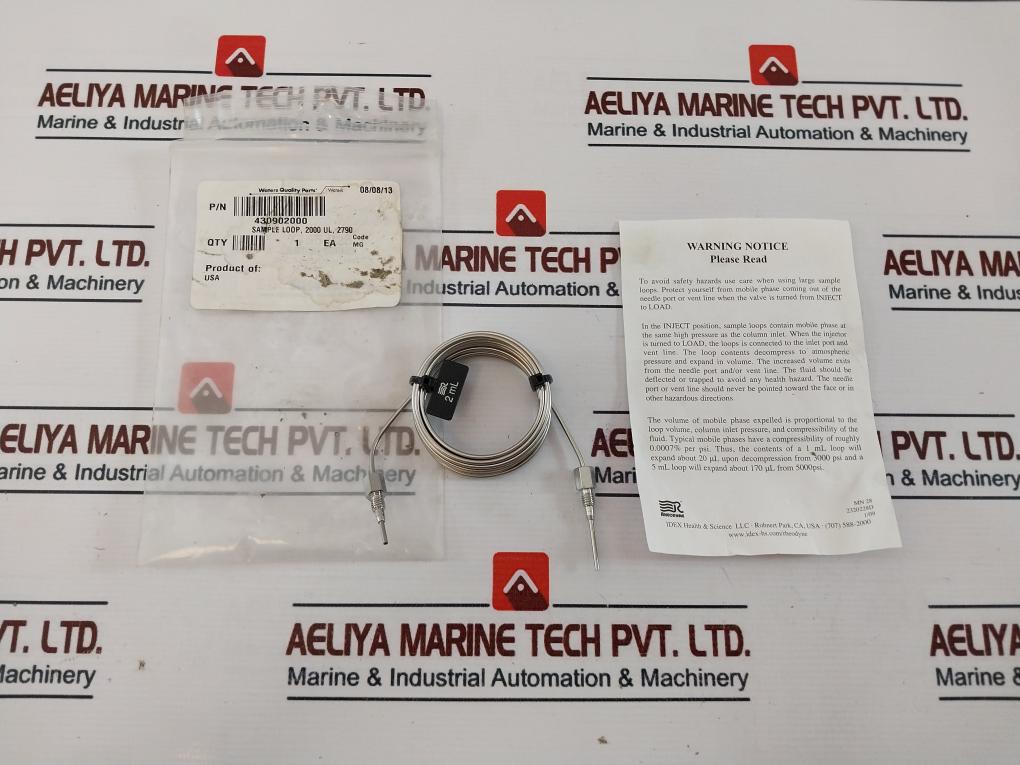 AELIYA MARINE TECH PVT. LTD.
Marine & Industrial Automation & Machinery
AELIYA MARINE TECH PVT. LTD.
Marine & Industrial Automation & Machinery
Waters Quality Parts
Waters
08/08/13
P/N
430902000
SAMPLE LOOP, 2000 UL, 2790
QTY 1 EA Code
MG
Product of:
USA
PVT. LTD.
& Machinery
AELIYA MARINE TECH P
Industrial Automation &
AELIYA MA
Marine & Indus
WARNING NOTICE
Please Read
To avoid safety hazards use care when using large sample
loops. Protect yourself from mobile phase coming out of the
needle port or vent line when the valve is turned from INJECT
to LOAD.
In the INJECT position, sample loops contain mobile phase at
the same high pressure as the column inlet. When the injector
is turned to LOAD, the loops is connected to the inlet port and
vent line. The loop contents decompress to atmospheric
pressure and expand in volume. The increased volume exits
from the needle port and/or vent line. The fluid should be
deflected or trapped to avoid any health hazard. The needle
port or vent line should never be pointed toward the face or in
other hazardous directions.
The volume of mobile phase expelled is proportional to the
loop volume, column inlet pressure, and compressibility of the
fluid. Typical mobile phases have a compressibility of roughly
0.0007% per psi. Thus, the contents of a 1 mL loop will
expand about 20 µL upon decompression from 3000 psi and a
5 mL loop will expand about 170 µL from 5000psi.
RHEODYNE
MN 28
2320228D
1/09
IDEX Health & Science LLC · Rohnert Park, CA, USA · (707) 588-2000
www.idex-hs.com/rheodyne
2 mL
AELIYA MARINE TECH PVT. LTD.
Marine & Industrial Automation & Machinery
PVT. LTD.
& Machinery
VT. LTD.
Machinery
AELIYA MARINE TECH PVT. LTD.
Marine & Industrial Automation & Machinery
AELIYA
Marine &